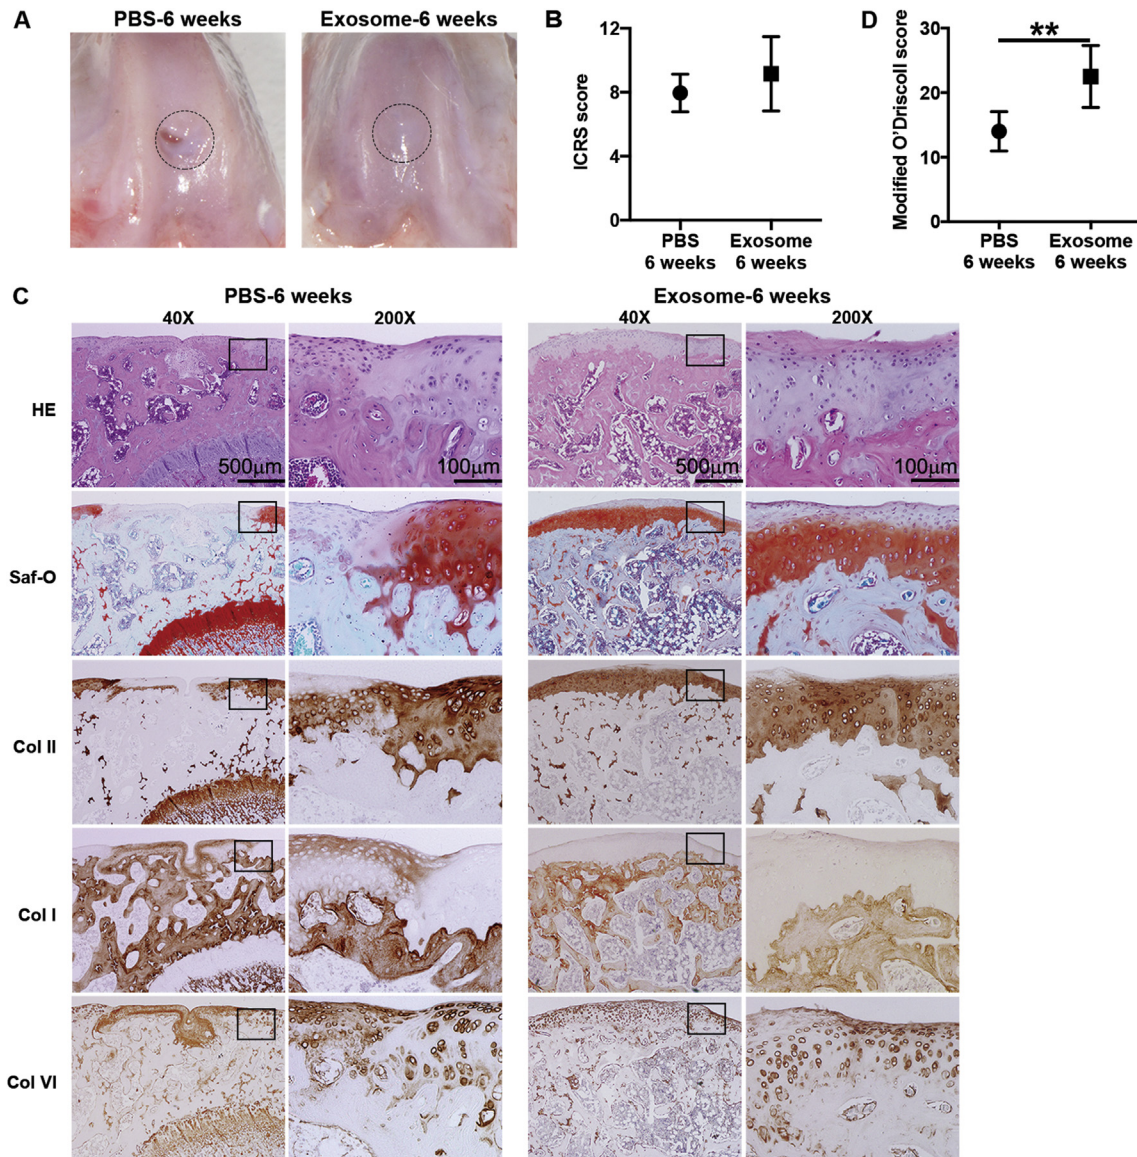 A
PBS-6 weeks
Exosome-6 weeks
B
12
8
4
0
ICRS score
PBS
6 weeks
Exosome
6 weeks
D
**
30
20
10
0
Modified O'Driscoll score
PBS
6 weeks
Exosome
6 weeks
C
PBS-6 weeks
Exosome-6 weeks
40X
200X
40X
200X
HE
500μm
100μm
500μm
100μm
Saf-O
Col II
Col I
Col VI